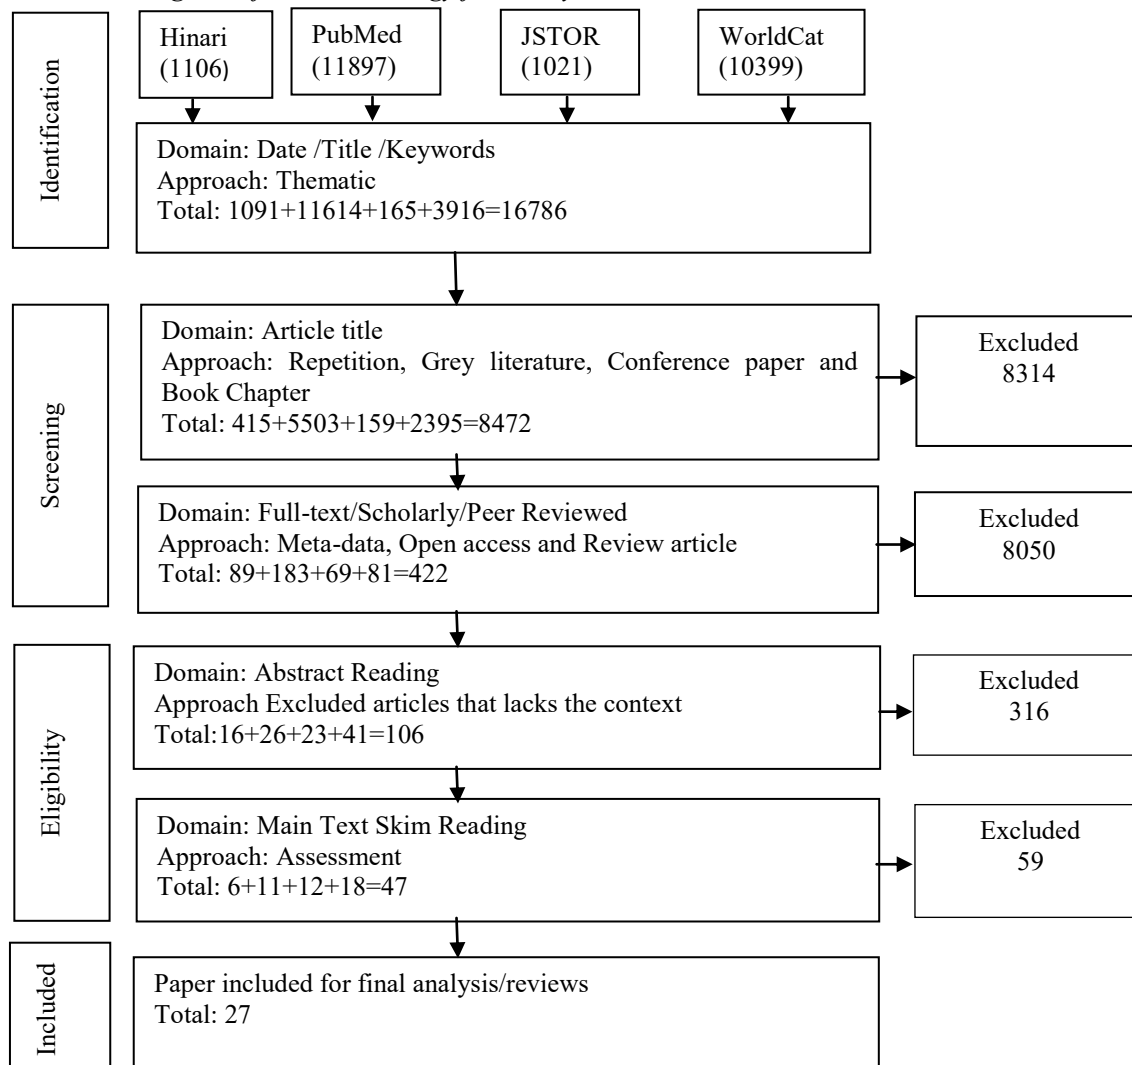 Hinari
(1106)
PubMed
(11897)
JSTOR
(1021)
WorldCat
(10399)
Identification
Domain: Date /Title /Keywords
Approach: Thematic
Total: 1091+11614+165+3916=16786
Screening
Domain: Article title
Approach: Repetition, Grey literature, Conference paper and
Book Chapter
Total: 415+5503+159+2395=8472
Excluded
8314
Domain: Full-text/Scholarly/Peer Reviewed
Approach: Meta-data, Open access and Review article
Total: 89+183+69+81=422
Excluded
8050
Eligibility
Domain: Abstract Reading
Approach Excluded articles that lacks the context
Total:16+26+23+41=106
Excluded
316
Domain: Main Text Skim Reading
Approach: Assessment
Total: 6+11+12+18=47
Excluded
59
Included
Paper included for final analysis/reviews
Total: 27